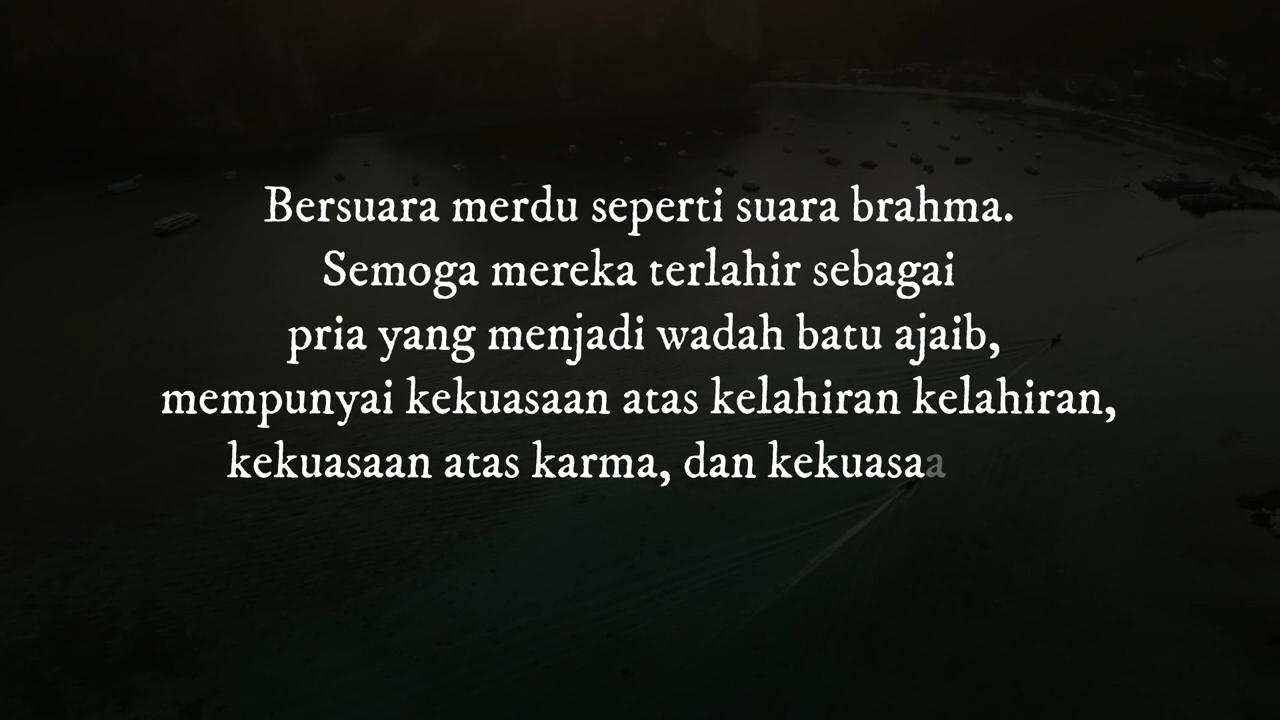 Bersuara merdu seperti suara brahma.
Semoga mereka terlahir sebagai
pria yang menjadi wadah batu ajaib,
mempunyai kekuasaan atas kelahiran kelahiran,
kekuasaan atas karma, dan kekuasaa